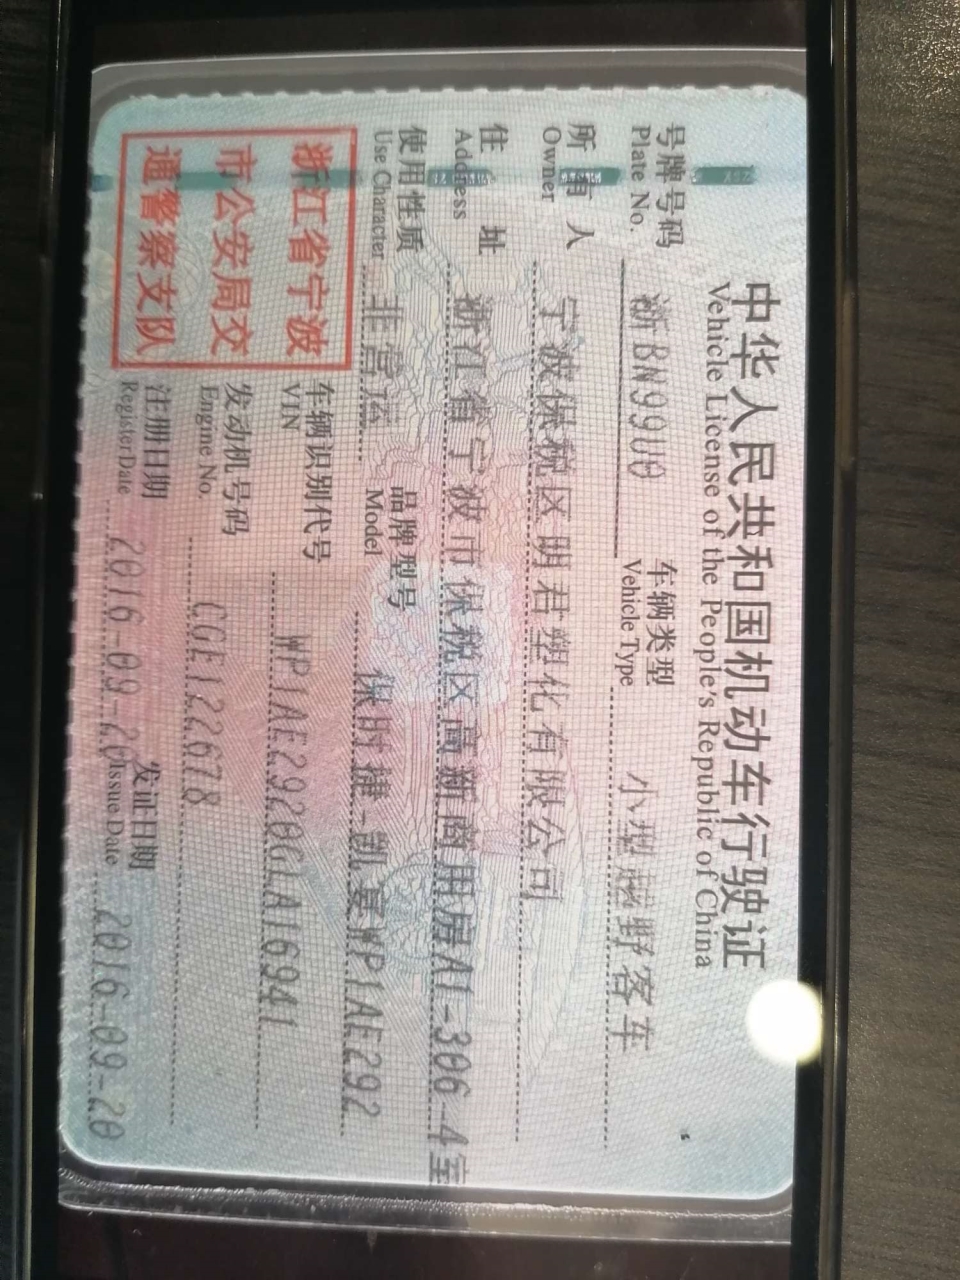 中华人民共和国机动车行驶证
Vehicle License of the People's Republic of China
号牌号码 浙BN99U0 车辆类型 小型越野客车
Plate No. Vehicle Type
所有人 宁波保税区明君塑化有限公司
Owner
住址 浙江省宁波市保税区高新商用房A1-306-4室
Address
使用性质 非营运 品牌型号 保时捷-凯宴WP1AE292
Use Character Model
浙江省宁波
市公安局交
通警察支队
车辆识别代号 WP1AE2920GLA16941
VIN
发动机号码 CGE122678
Engine No.
注册日期 2016-09-20 发证日期 2016-09-20
Register Date Issue Date